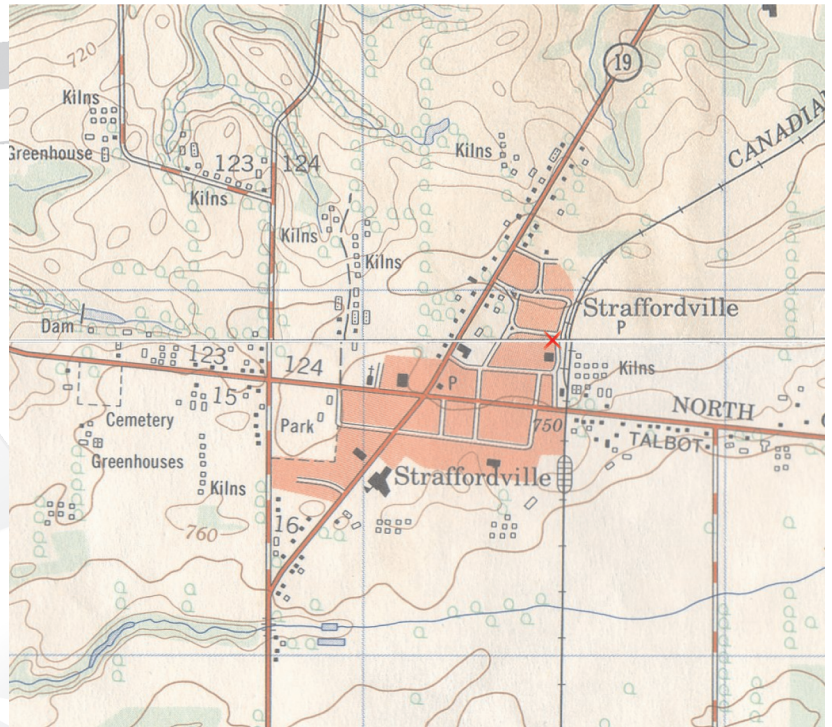 19
720
Kilns
CANADIA
Greenhouse
123
124
Kilns
Kilns
Kilns
Kilns
Straffordville
P
Dam
123
124
Kilns
15
P
NORTH
Cemetery
Park
750
TALBOT
Greenhouses
Straffordville
Kilns
16
760